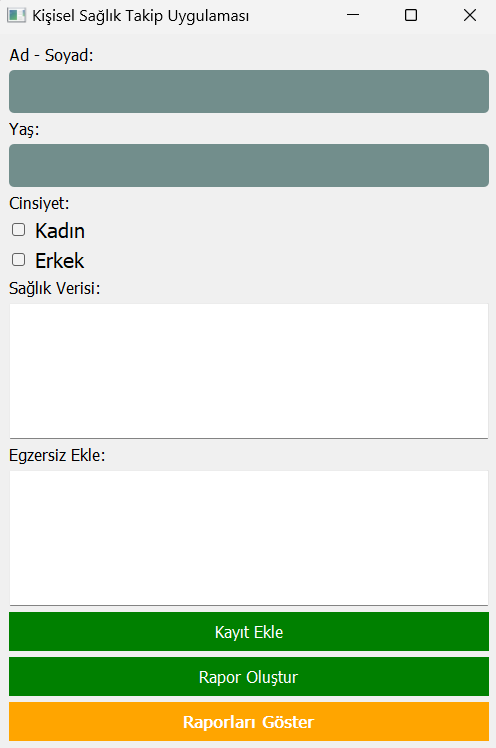 Kişisel Sağlık Takip Uygulaması
Ad - Soyad:
Yaş:
Cinsiyet:
Kadın
Erkek
Sağlık Verisi:
Egzersiz Ekle:
Kayıt Ekle
Rapor Oluştur
Raporları Göster